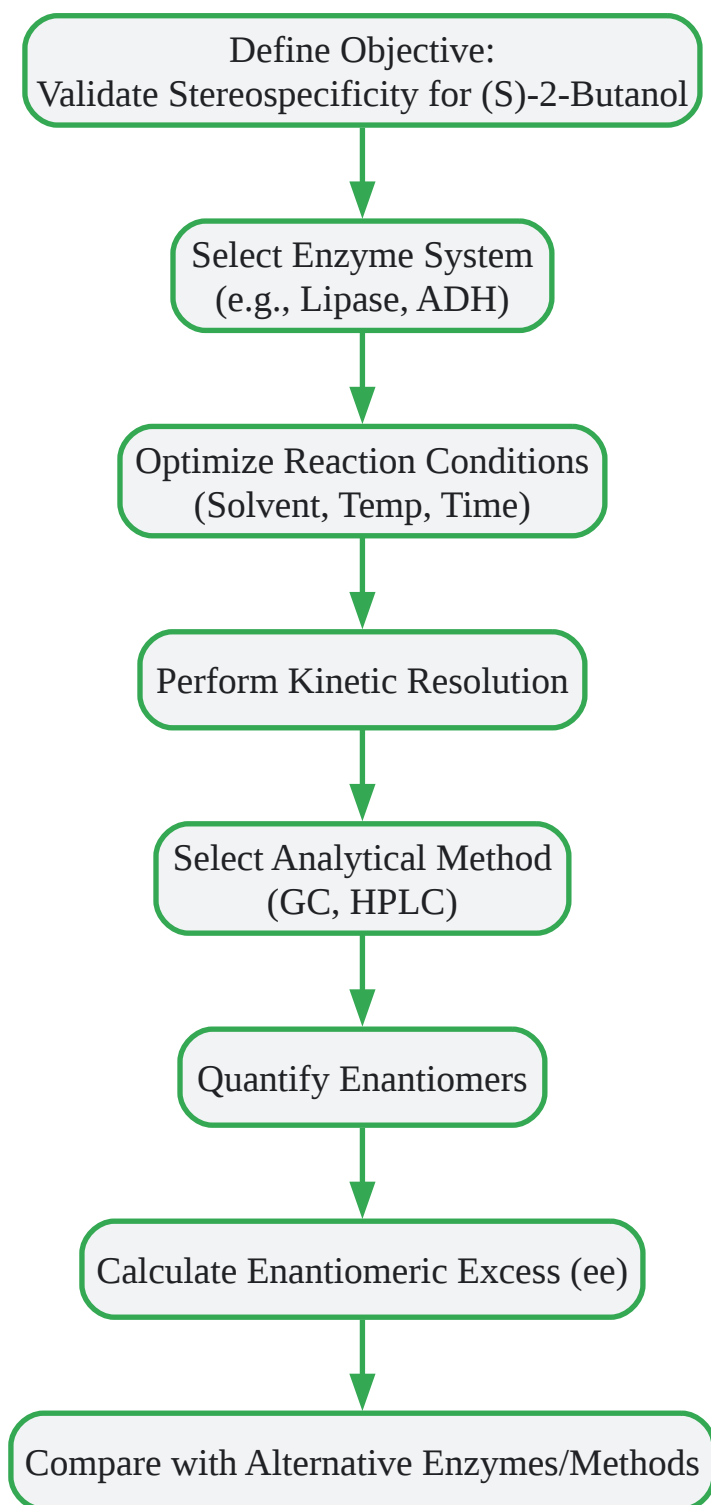 Define Objective:
Validate Stereospecificity for (S)-2-Butanol
Select Enzyme System
(e.g., Lipase, ADH)
Optimize Reaction Conditions
(Solvent, Temp, Time)
Perform Kinetic Resolution
Select Analytical Method
(GC, HPLC)
Quantify Enantiomers
Calculate Enantiomeric Excess (ee)
Compare with Alternative Enzymes/Methods